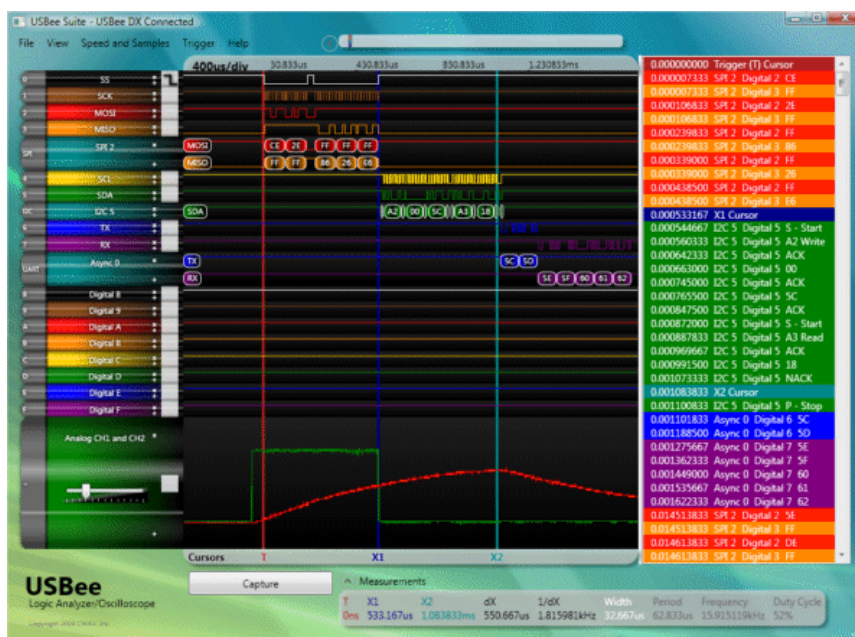 USBee Suite - USBee DX Connected
File View Speed and Samples Trigger Help
400us/div 30.833us 430.833us 830.833us 1.230833ms
0 SS
1 SCK
2 MOSI
3 MISO
SPI SPI 2 MOSI CE 2E FF FF FF
MISO FF FF 86 26 E6
4 SCL
5 SDA
I2C I2C 5 SDA A2 00 5C A3 18
6 TX
7 RX
UART Async 0 TX 5C 5D
RX 5E 5F 60 61 62
8 Digital 8
9 Digital 9
A Digital A
B Digital B
C Digital C
D Digital D
E Digital E
F Digital F
Analog CH1 and CH2
Cursors T X1 X2
0.000000000 Trigger (T) Cursor
0.000007333 SPI 2 Digital 2 CE
0.000007333 SPI 2 Digital 3 FF
0.000106833 SPI 2 Digital 2 2E
0.000106833 SPI 2 Digital 3 FF
0.000239833 SPI 2 Digital 2 FF
0.000239833 SPI 2 Digital 3 86
0.000339000 SPI 2 Digital 2 FF
0.000339000 SPI 2 Digital 3 26
0.000438500 SPI 2 Digital 2 FF
0.000438500 SPI 2 Digital 3 E6
0.000533167 X1 Cursor
0.000544667 I2C 5 Digital 5 S - Start
0.000560333 I2C 5 Digital 5 A2 Write
0.000642333 I2C 5 Digital 5 ACK
0.000663000 I2C 5 Digital 5 00
0.000745000 I2C 5 Digital 5 ACK
0.000765500 I2C 5 Digital 5 5C
0.000847500 I2C 5 Digital 5 ACK
0.000872000 I2C 5 Digital 5 S - Start
0.000887833 I2C 5 Digital 5 A3 Read
0.000969667 I2C 5 Digital 5 ACK
0.000991500 I2C 5 Digital 5 18
0.001073333 I2C 5 Digital 5 NACK
0.001083833 X2 Cursor
0.001100833 I2C 5 Digital 5 P - Stop
0.001101833 Async 0 Digital 6 5C
0.001188500 Async 0 Digital 6 5D
0.001275667 Async 0 Digital 7 5E
0.001362333 Async 0 Digital 7 5F
0.001449000 Async 0 Digital 7 60
0.001535667 Async 0 Digital 7 61
0.001622333 Async 0 Digital 7 62
0.014513833 SPI 2 Digital 2 5E
0.014513833 SPI 2 Digital 3 FF
0.014613833 SPI 2 Digital 2 DE
0.014613833 SPI 2 Digital 3 FF
USBee
Logic Analyzer/Oscilloscope
Capture
Measurements
T X1 X2 dX 1/dX Width Period Frequency Duty Cycle
0ns 533.167us 1.083833ms 550.667us 1.815981kHz 32.667us 62.833us 15.915119kHz 52%